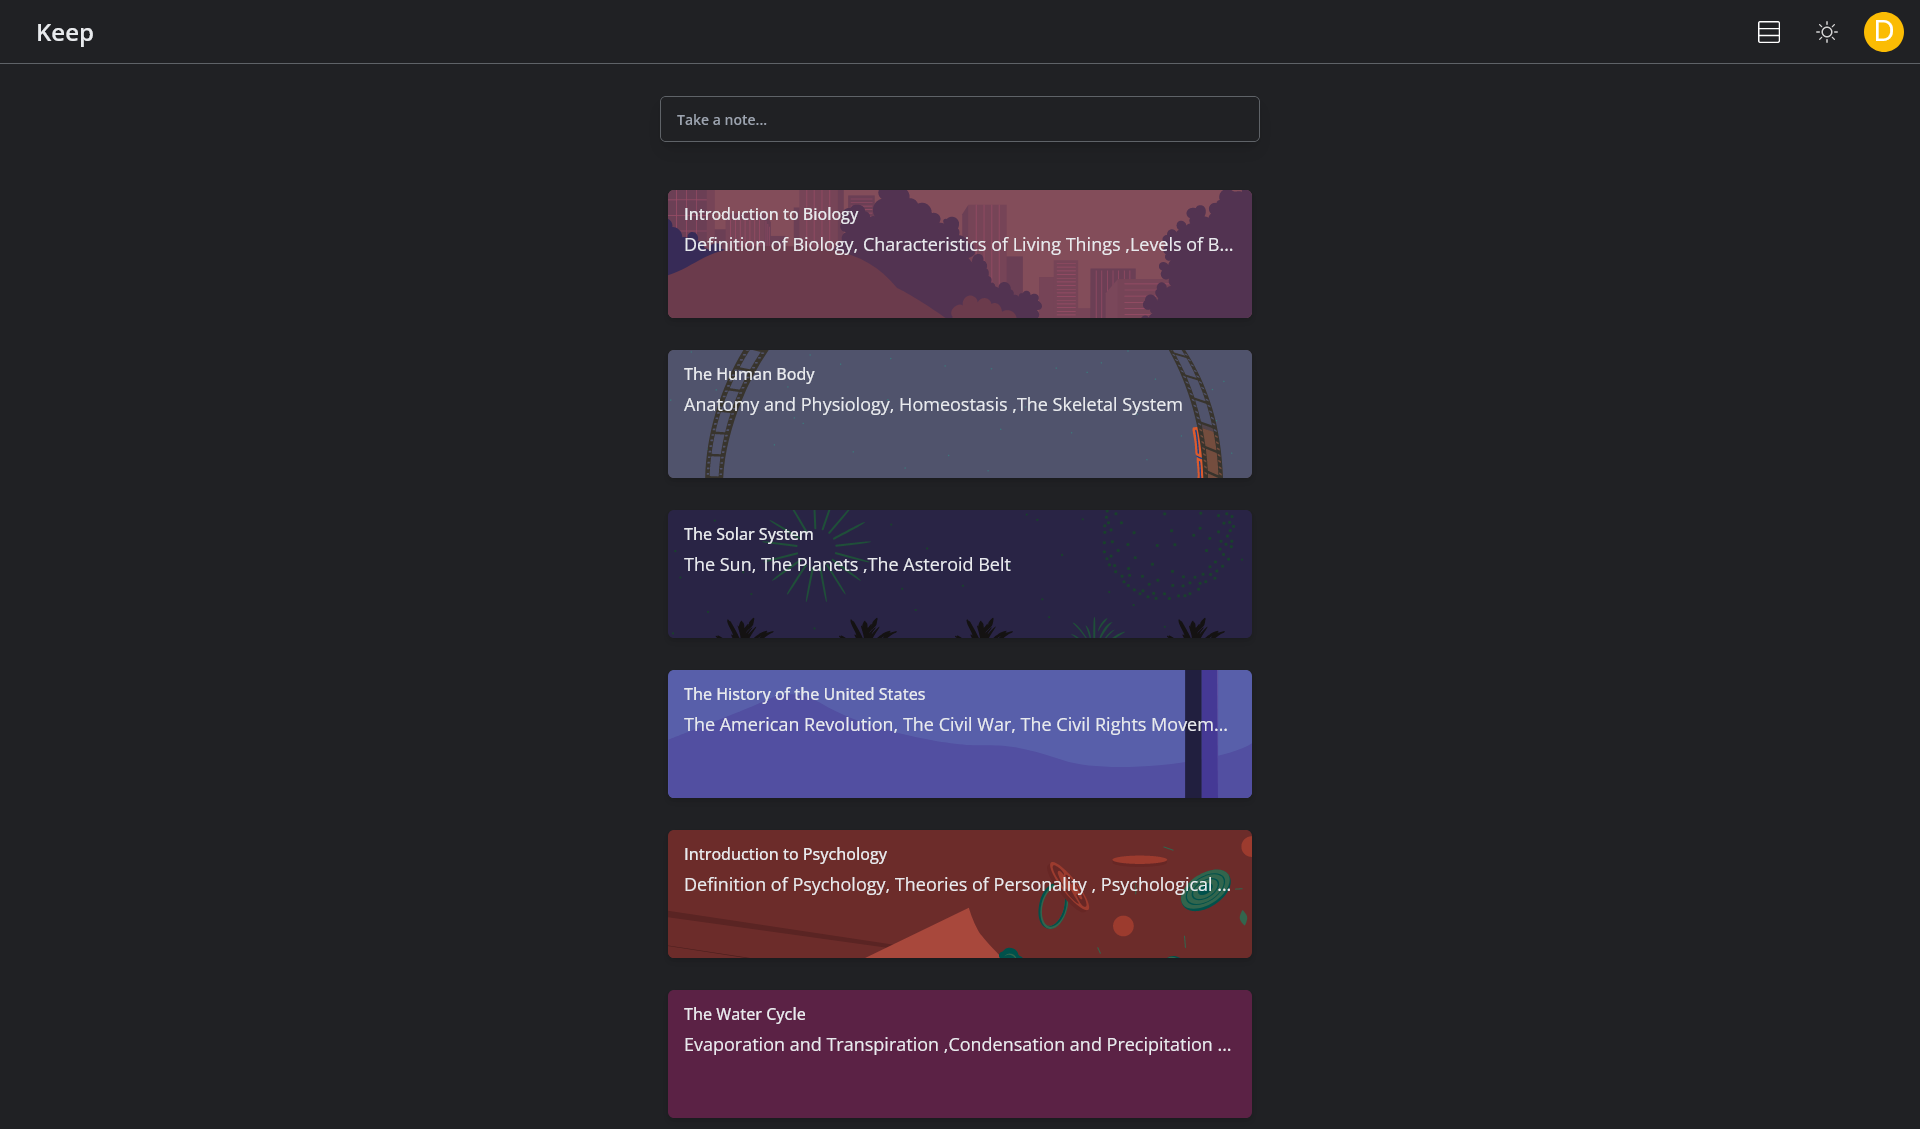 Keep
D
Take a note...
Introduction to Biology
Definition of Biology, Characteristics of Living Things ,Levels of B...
The Human Body
Anatomy and Physiology, Homeostasis ,The Skeletal System
The Solar System
The Sun, The Planets ,The Asteroid Belt
The History of the United States
The American Revolution, The Civil War, The Civil Rights Movem...
Introduction to Psychology
Definition of Psychology, Theories of Personality , Psychological ...
The Water Cycle
Evaporation and Transpiration ,Condensation and Precipitation ...